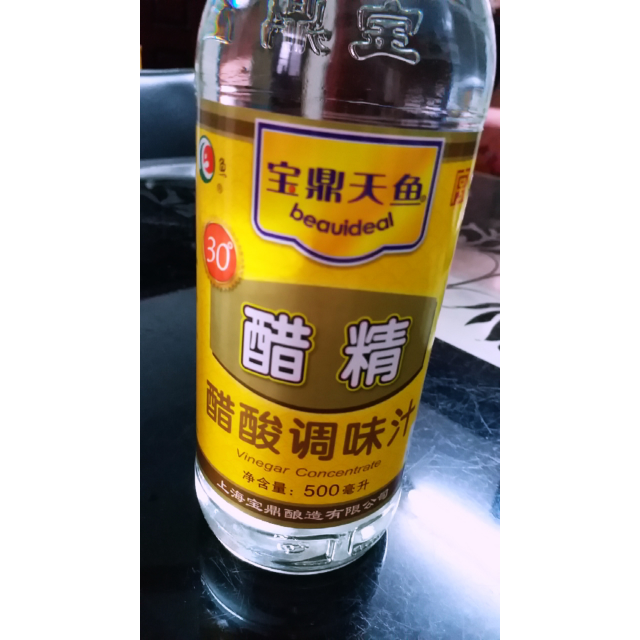 鼎宝
鱼
®
宝鼎天鱼®
beauideal
30°
醋精
醋酸调味汁
Vinegar Concentrate
净含量：500毫升
上海宝鼎酿造有限公司